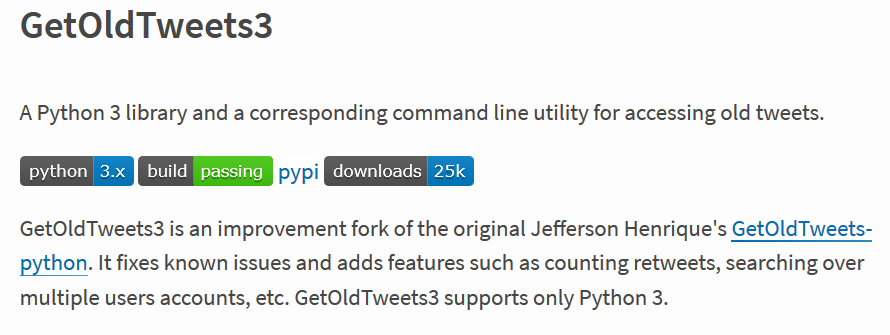 GetOldTweets3
A Python 3 library and a corresponding command line utility for accessing old tweets.
python 3.x build passing pypi downloads 25k
GetOldTweets3 is an improvement fork of the original Jefferson Henrique's GetOldTweets-
python. It fixes known issues and adds features such as counting retweets, searching over
multiple users accounts, etc. GetOldTweets3 supports only Python 3.